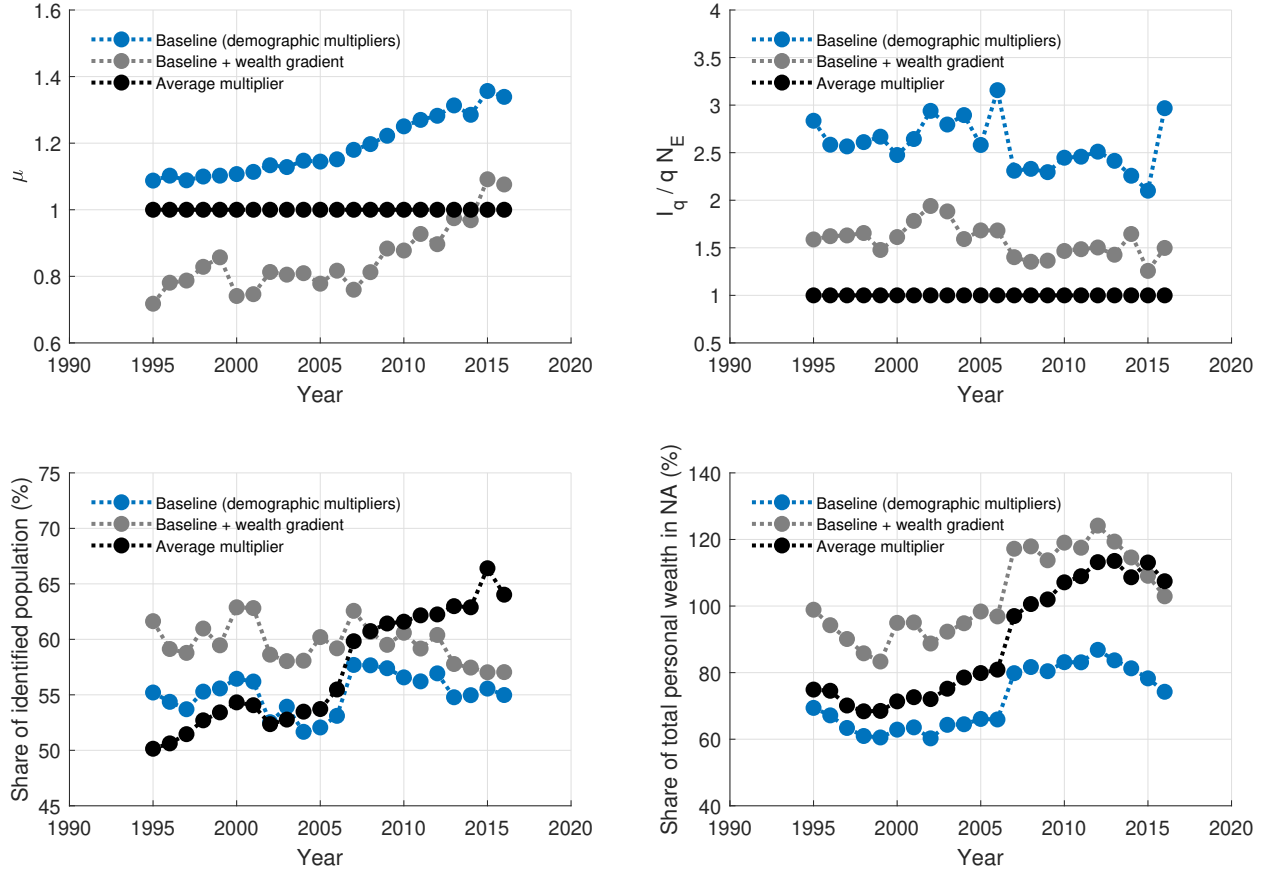 1.6
1.4
1.2
1
0.8
0.6
μ
Baseline (demographic multipliers)
Baseline + wealth gradient
Average multiplier
1990 1995 2000 2005 2010 2015 2020
Year
4
3.5
3
2.5
2
1.5
1
0.5
I_q / q N_E
Baseline (demographic multipliers)
Baseline + wealth gradient
Average multiplier
1990 1995 2000 2005 2010 2015 2020
Year
75
70
65
60
55
50
45
Share of identified population (%)
Baseline (demographic multipliers)
Baseline + wealth gradient
Average multiplier
1990 1995 2000 2005 2010 2015 2020
Year
140
120
100
80
60
40
Share of total personal wealth in NA (%)
Baseline (demographic multipliers)
Baseline + wealth gradient
Average multiplier
1990 1995 2000 2005 2010 2015 2020
Year